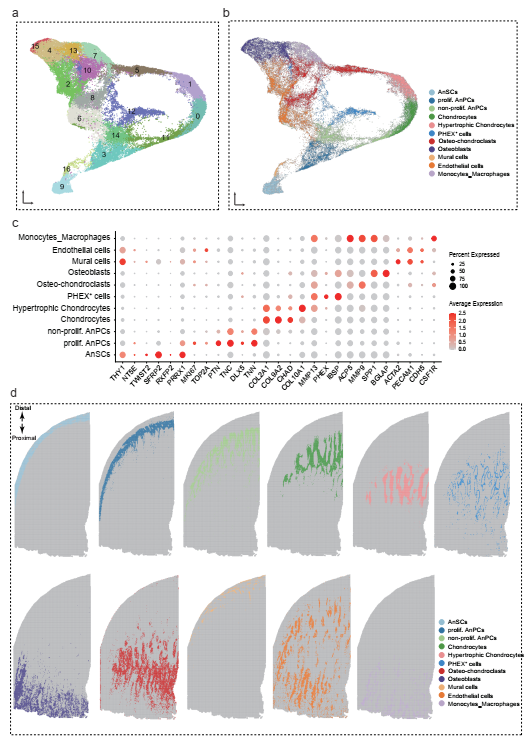 a
b
15
4
13
7
10
5
1
2
8
12
0
6
14
11
3
16
9
AnSCs
prolif. AnPCs
non-prolif. AnPCs
Chondrocytes
Hypertrophic Chondrocytes
PHEX⁺ cells
Osteo-chondroclasts
Osteoblasts
Mural cells
Endothelial cells
Monocytes_Macrophages
c
Monocytes_Macrophages
Endothelial cells
Mural cells
Osteoblasts
Osteo-chondroclasts
PHEX⁺ cells
Hypertrophic Chondrocytes
Chondrocytes
non-prolif. AnPCs
prolif. AnPCs
AnSCs
THY1
NT5E
TWIST2
SFRP2
RXFP2
PRRX1
MKI67
TOP2A
PTN
TNC
DLX5
TNN
COL2A1
COL9A2
CHAD
COL10A1
MMP13
PHEX
IBSP
ACP5
MMP9
SPP1
BGLAP
ACTA2
PECAM1
CDH5
CSF1R
Percent Expressed
25
50
75
100
Average Expression
2.5
2.0
1.5
1.0
0.5
0.0
d
Distal
Proximal
AnSCs
prolif. AnPCs
non-prolif. AnPCs
Chondrocytes
Hypertrophic Chondrocytes
PHEX⁺ cells
Osteo-chondroclasts
Osteoblasts
Mural cells
Endothelial cells
Monocytes_Macrophages